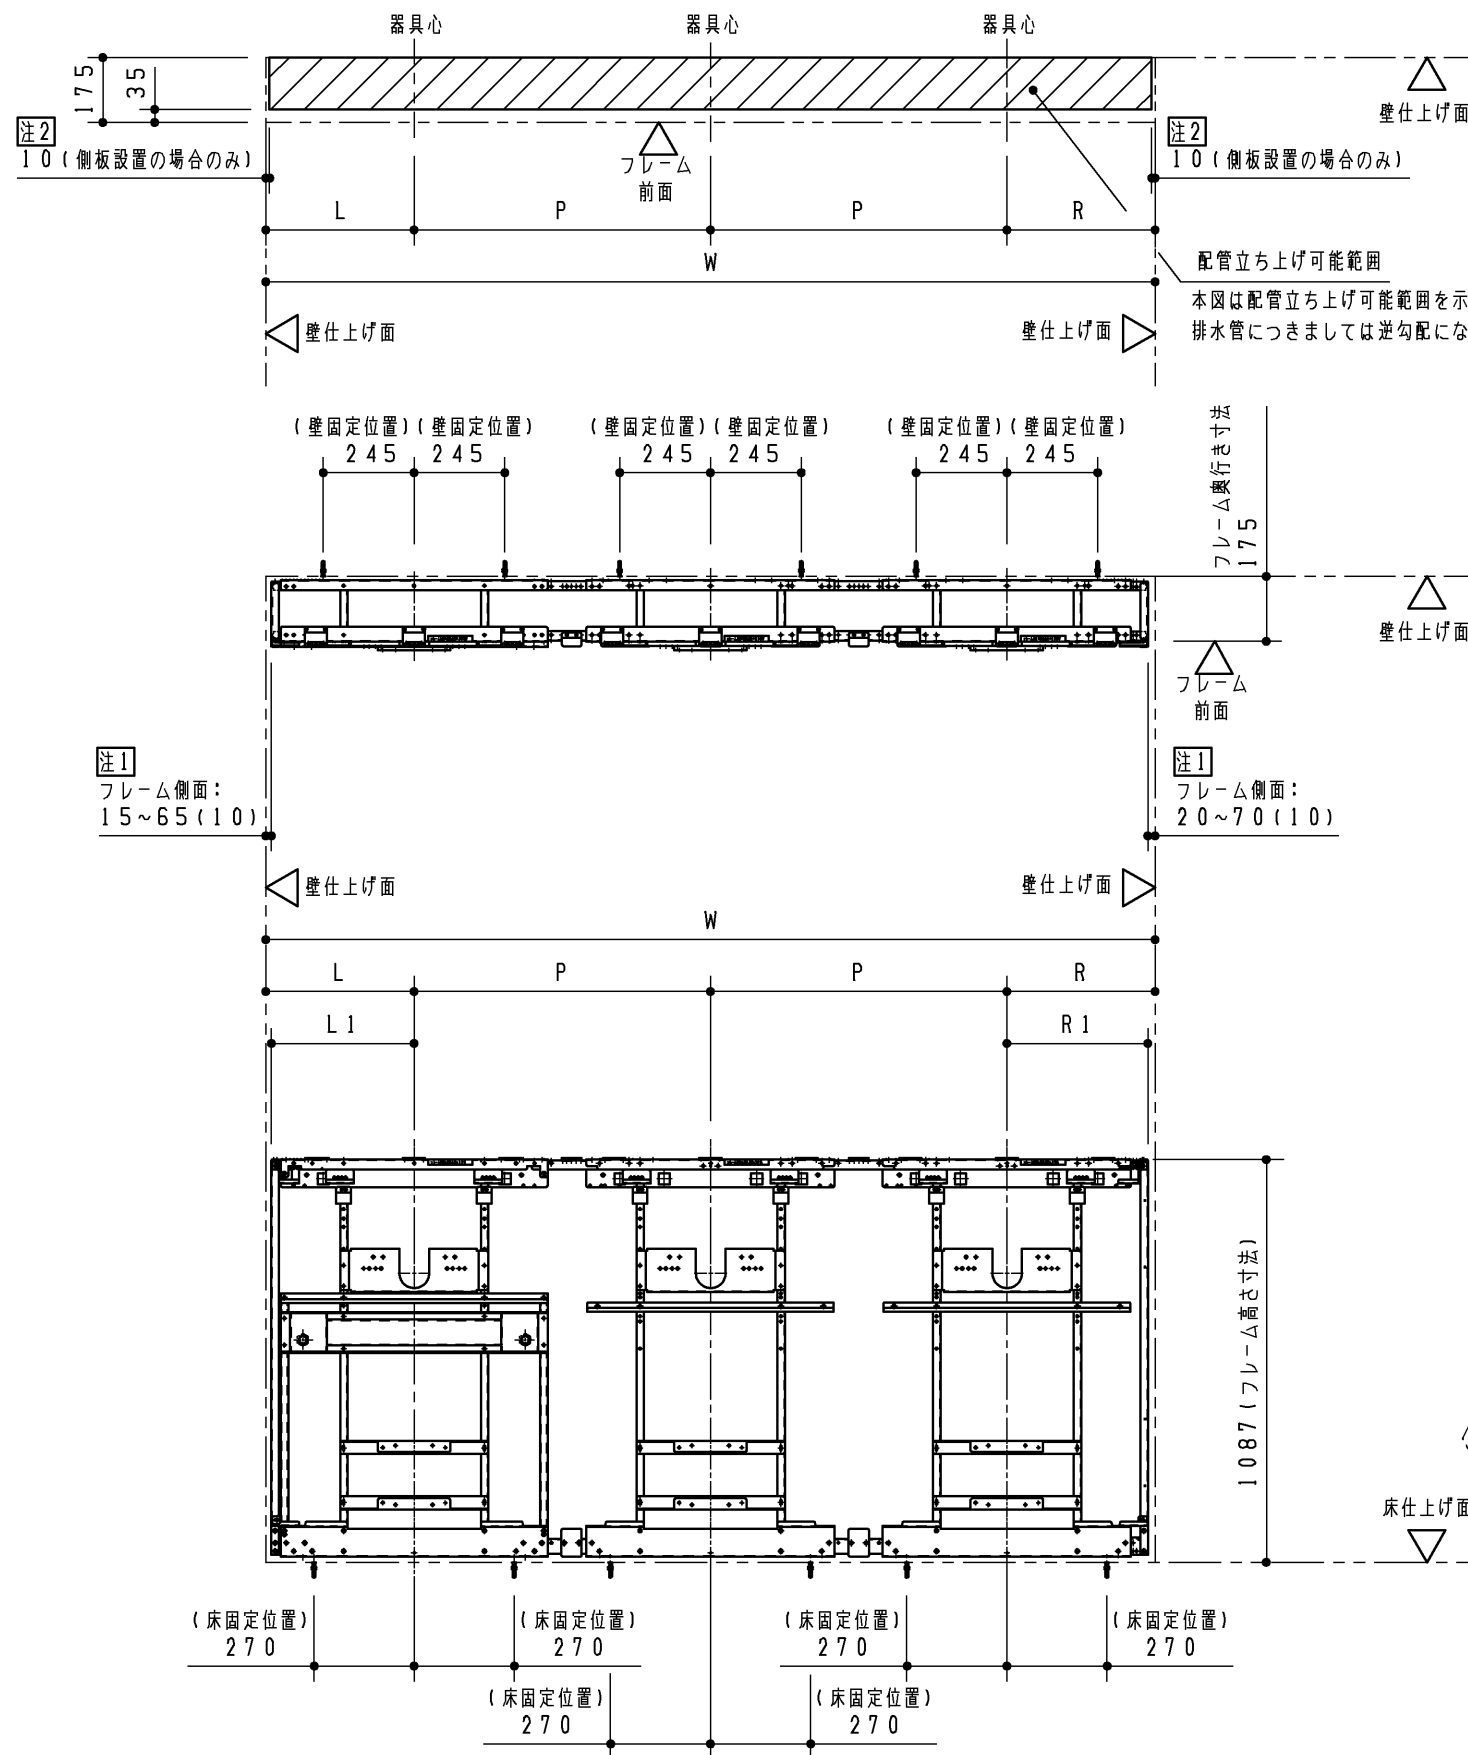 器具心
器具心
器具心
175
35
壁仕上げ面
注2
10(側板設置の場合のみ)
フレーム
前面
注2
10(側板設置の場合のみ)
L
P
P
R
W
配管立ち上げ可能範囲
本図は配管立ち上げ可能範囲を示
排水管につきましては逆勾配にな
壁仕上げ面
壁仕上げ面
(壁固定位置)
245
(壁固定位置)
245
(壁固定位置)
245
(壁固定位置)
245
(壁固定位置)
245
(壁固定位置)
245
フレーム奥行き寸法
175
壁仕上げ面
フレーム
前面
注1
フレーム側面:
15~65(10)
注1
フレーム側面:
20~70(10)
壁仕上げ面
壁仕上げ面
W
L
P
P
R
L1
R1
1087(フレーム高さ寸法)
床仕上げ面
(床固定位置)
270
(床固定位置)
270
(床固定位置)
270
(床固定位置)
270
(床固定位置)
270
(床固定位置)
270